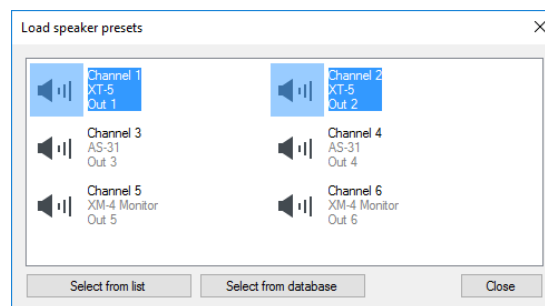 Load speaker presets
Channel 1
XT-5
Out 1
Channel 2
XT-5
Out 2
Channel 3
AS-31
Out 3
Channel 4
AS-31
Out 4
Channel 5
XM-4 Monitor
Out 5
Channel 6
XM-4 Monitor
Out 6
Select from list
Select from database
Close